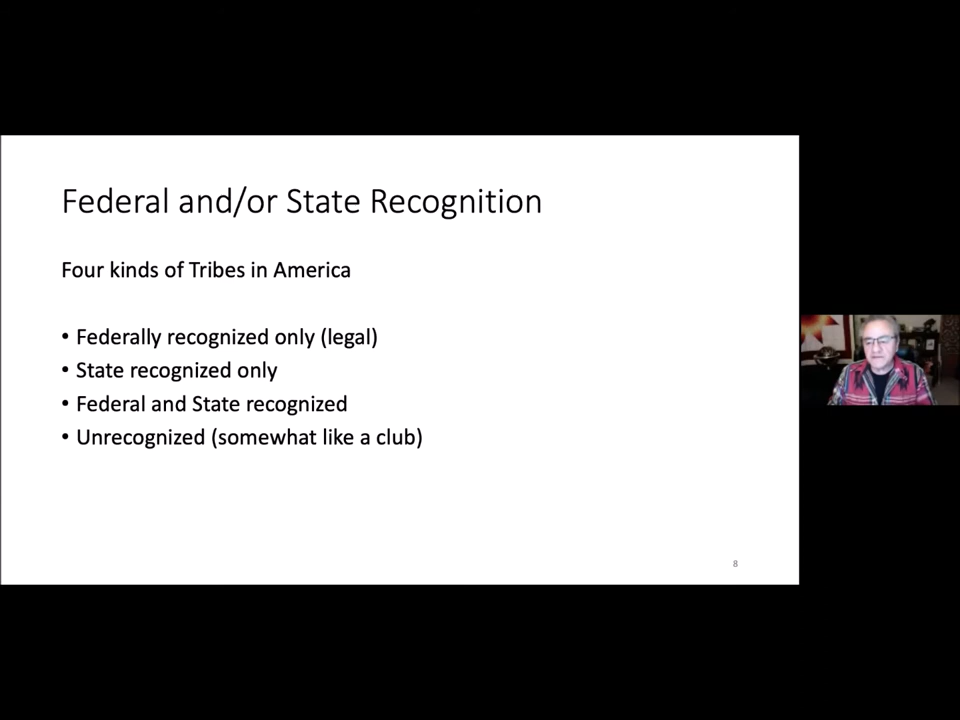 Federal and/or State Recognition
Four kinds of Tribes in America
• Federally recognized only (legal)
• State recognized only
• Federal and State recognized
• Unrecognized (somewhat like a club)
8